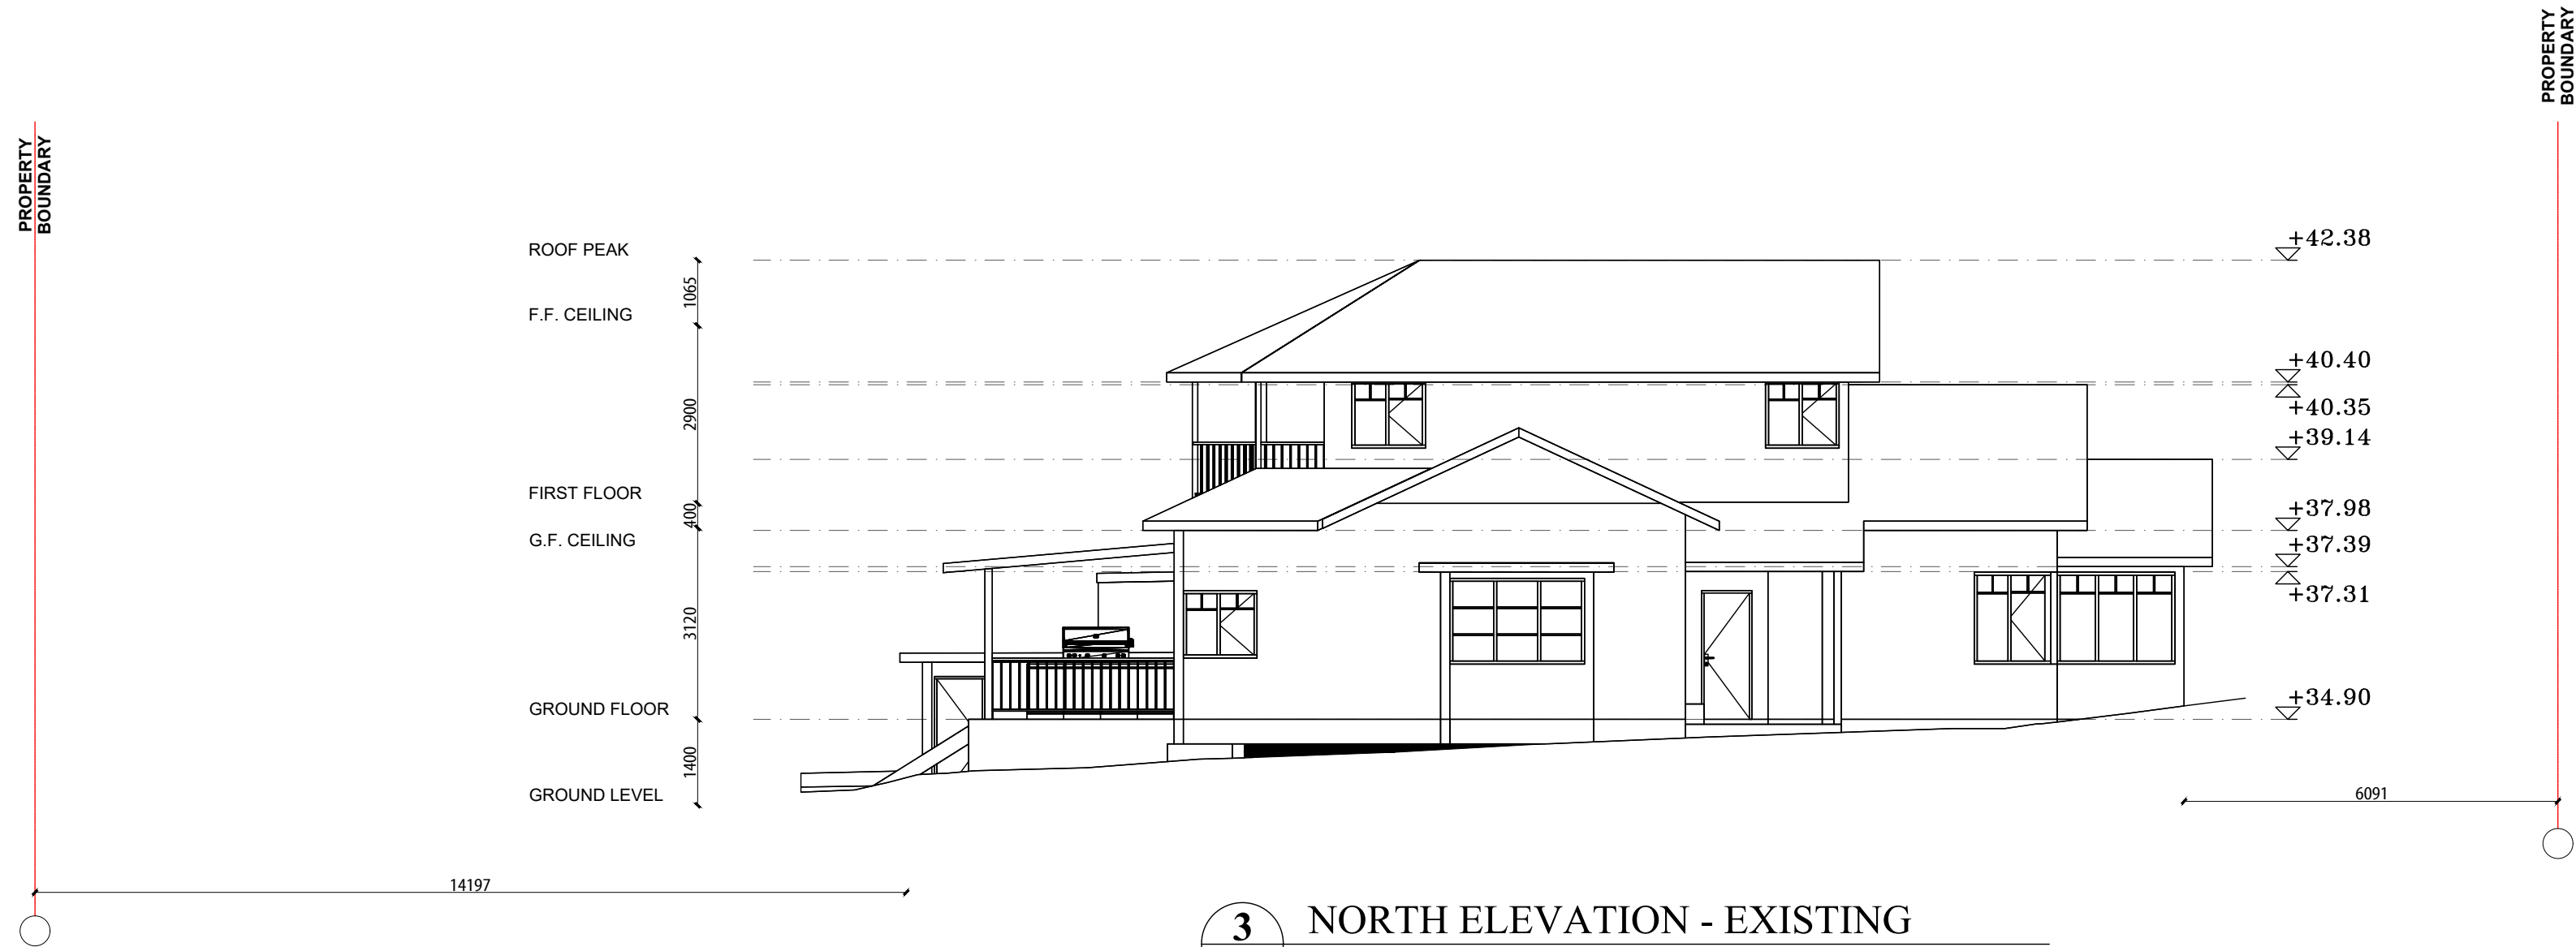 PROPERTY
BOUNDARY
PROPERTY
BOUNDARY
ROOF PEAK
1065
F.F. CEILING
2900
FIRST FLOOR
400
G.F. CEILING
3120
GROUND FLOOR
1400
GROUND LEVEL
+42.38
+40.40
+40.35
+39.14
+37.98
+37.39
+37.31
+34.90
6091
14197
3 NORTH ELEVATION - EXISTING